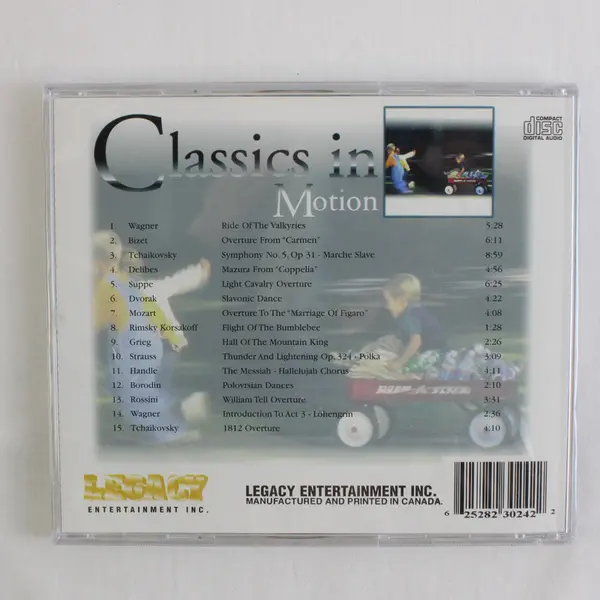 Classics in
Motion
COMPACT
disc
DIGITAL AUDIO
1. Wagner Ride Of The Valkyries 5:28
2. Bizet Overture From "Carmen" 6:11
3. Tchaikovsky Symphony No. 5, Op 31 - Marche Slave 8:59
4. Delibes Mazura From "Coppelia" 4:56
5. Suppe Light Cavalry Overture 6:25
6. Dvorak Slavonic Dance 4:22
7. Mozart Overture To The "Marriage Of Figaro" 4:08
8. Rimsky Korsakoff Flight Of The Bumblebee 1:28
9. Grieg Hall Of The Mountain King 2:26
10. Strauss Thunder And Lightening Op. 324 - Polka 3:09
11. Handle The Messiah - Hallelujah Chorus 4:11
12. Borodin Polovtsian Dances 2:10
13. Rossini William Tell Overture 3:31
14. Wagner Introduction To Act 3 - Lohengrin 2:36
15. Tchaikovsky 1812 Overture 4:10
LEGACY
ENTERTAINMENT INC.
LEGACY ENTERTAINMENT INC.
MANUFACTURED AND PRINTED IN CANADA.
6 25282 30242 2